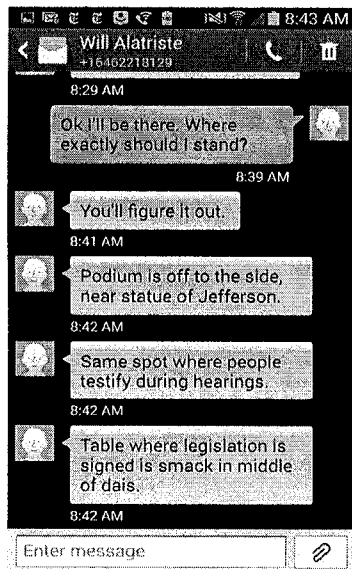 8:43 AM
Will Alatriste
+16462218129
8:29 AM
Ok I'll be there. Where
exactly should I stand?
8:39 AM
You'll figure it out.
8:41 AM
Podium is off to the side,
near statue of Jefferson.
8:42 AM
Same spot where people
testify during hearings.
8:42 AM
Table where legislation is
signed is smack in middle
of dais.
8:42 AM
Enter message